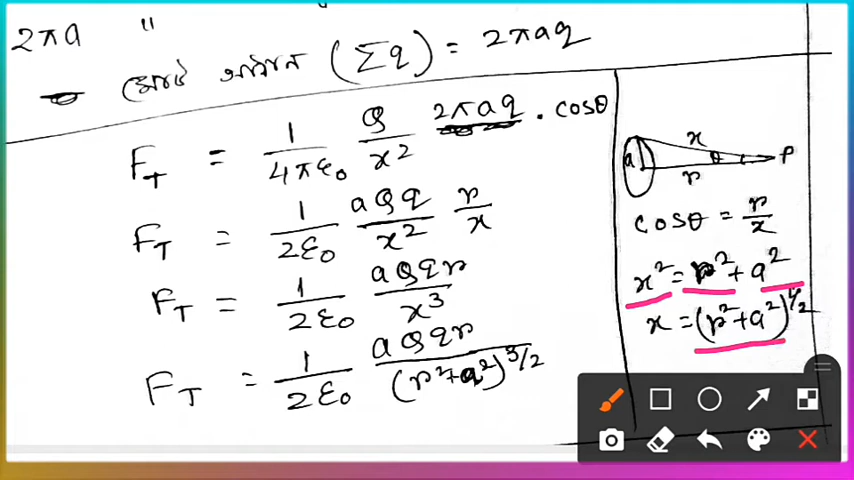 2πa "
মোট আধান (Σq) = 2πaq
F_T = 1/4πε₀ Q/x² 2πaq . cosθ
F_T = 1/2ε₀ aQq/x² r/x
F_T = 1/2ε₀ aQqr/x³
F_T = 1/2ε₀ aQqr/(r²+a²)^3/2
a x θ r P
cosθ = r/x
x² = r² + a²
x = (r²+a²)^1/2